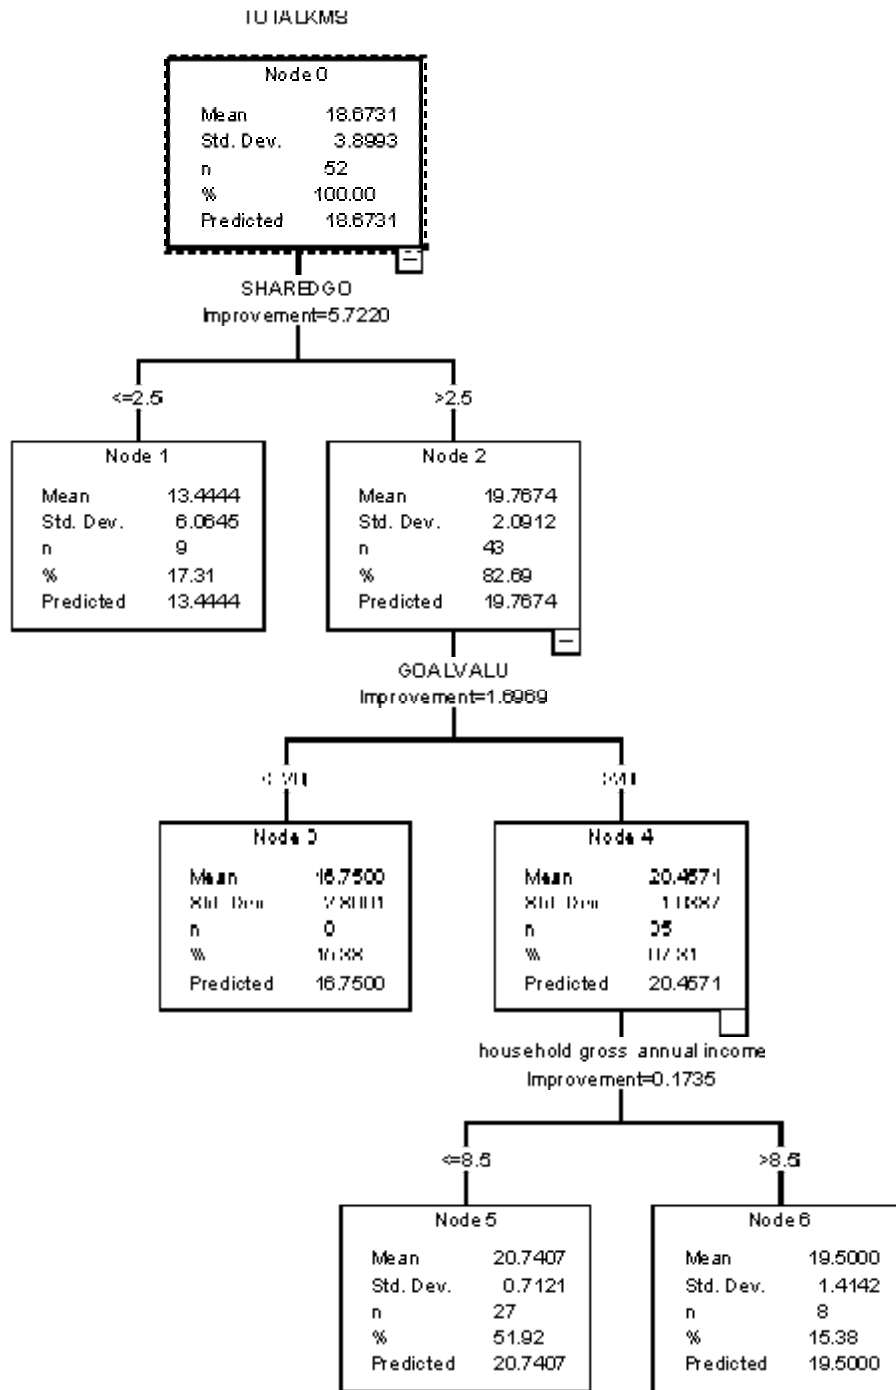 TOTALKMS
Node 0
Mean 18.6731
Std. Dev. 3.8993
n 52
% 100.00
Predicted 18.6731
SHAREDGO
Improvement=5.7220
<=2.5 >2.5
Node 1 Node 2
Mean 13.4444 Mean 19.7674
Std. Dev. 6.0645 Std. Dev. 2.0912
n 9 n 43
% 17.31 % 82.69
Predicted 13.4444 Predicted 19.7674
GOALVALU
Improvement=1.6969
Node 3 Node 4
Mean 16.7500 Mean 20.4571
Std. Dev. Std. Dev.
n n 35
% %
Predicted 16.7500 Predicted 20.4571
household gross annual income
Improvement=0.1735
<=8.5 >8.5
Node 5 Node 6
Mean 20.7407 Mean 19.5000
Std. Dev. 0.7121 Std. Dev. 1.4142
n 27 n 8
% 51.92 % 15.38
Predicted 20.7407 Predicted 19.5000